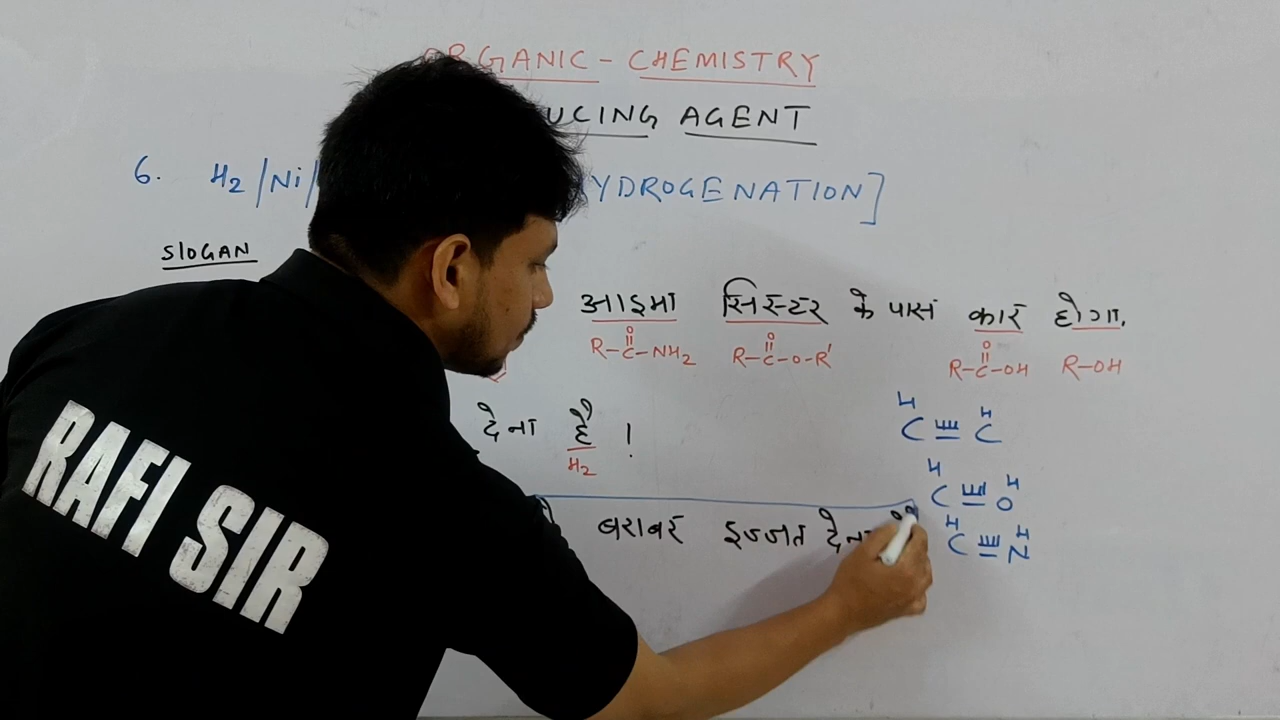 ORGANIC - CHEMISTRY
UCING AGENT
6. H₂/Ni/ YDROGENATION]
SlOGAN
आइमा सिस्टर के पास कार होगा.
R-C-NH₂ R-C-O-R' R-C-OH R-OH
O O O
देना है !
H₂
H H
C ≡ C
H H
C ≡ O
H H
C ≡ N
बराबर इज्जत देना
RAFI SIR